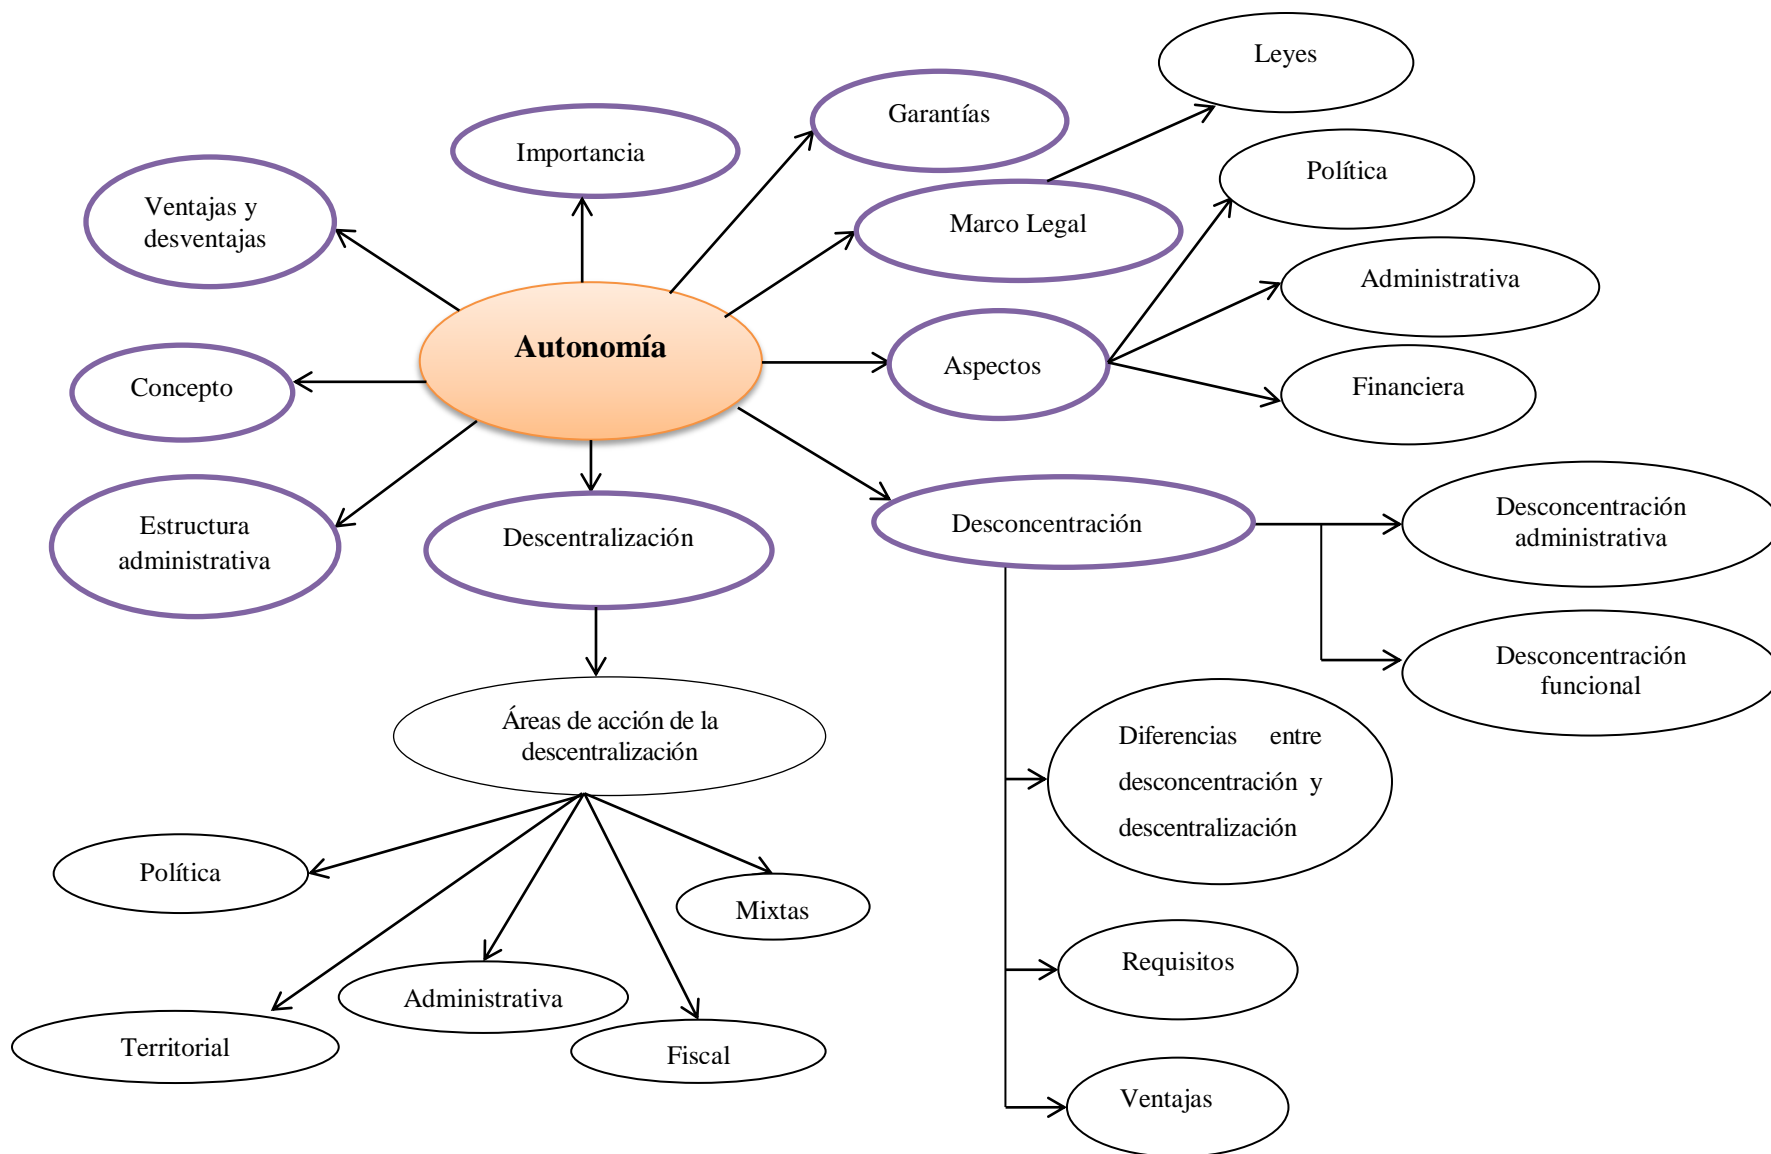 Leyes
Garantías
Importancia
Política
Ventajas y
desventajas
Marco Legal
Administrativa
Autonomía
Aspectos
Concepto
Financiera
Estructura
administrativa
Descentralización
Desconcentración
Desconcentración
administrativa
Desconcentración
funcional
Áreas de acción de la
descentralización
Diferencias entre
desconcentración y
descentralización
Política
Mixtas
Administrativa
Territorial
Fiscal
Requisitos
Ventajas